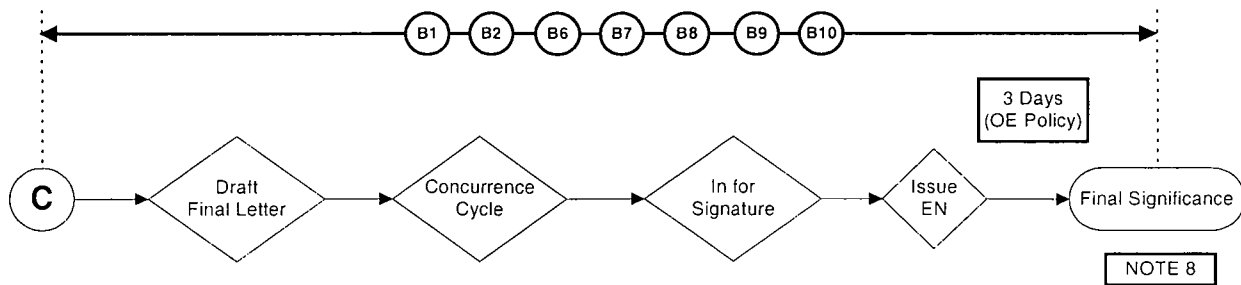 B1 B2 B6 B7 B8 B9 B10
3 Days
(OE Policy)
C
Draft
Final Letter
Concurrence
Cycle
In for
Signature
Issue
EN
Final Significance
NOTE 8